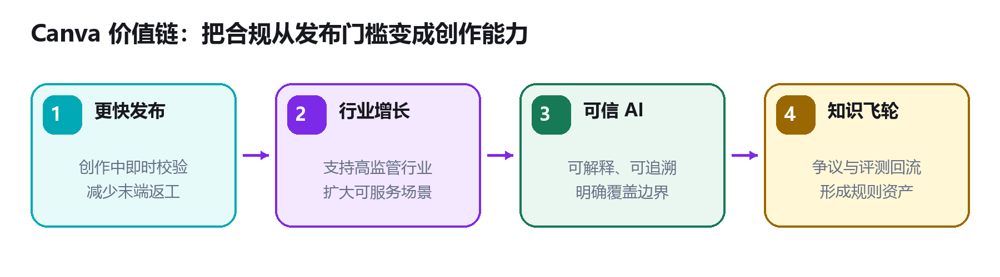 Canva 价值链：把合规从发布门槛变成创作能力
1 更快发布
创作中即时校验
减少末端返工
2 行业增长
支持高监管行业
扩大可服务场景
3 可信 AI
可解释、可追溯
明确覆盖边界
4 知识飞轮
争议与评测回流
形成规则资产